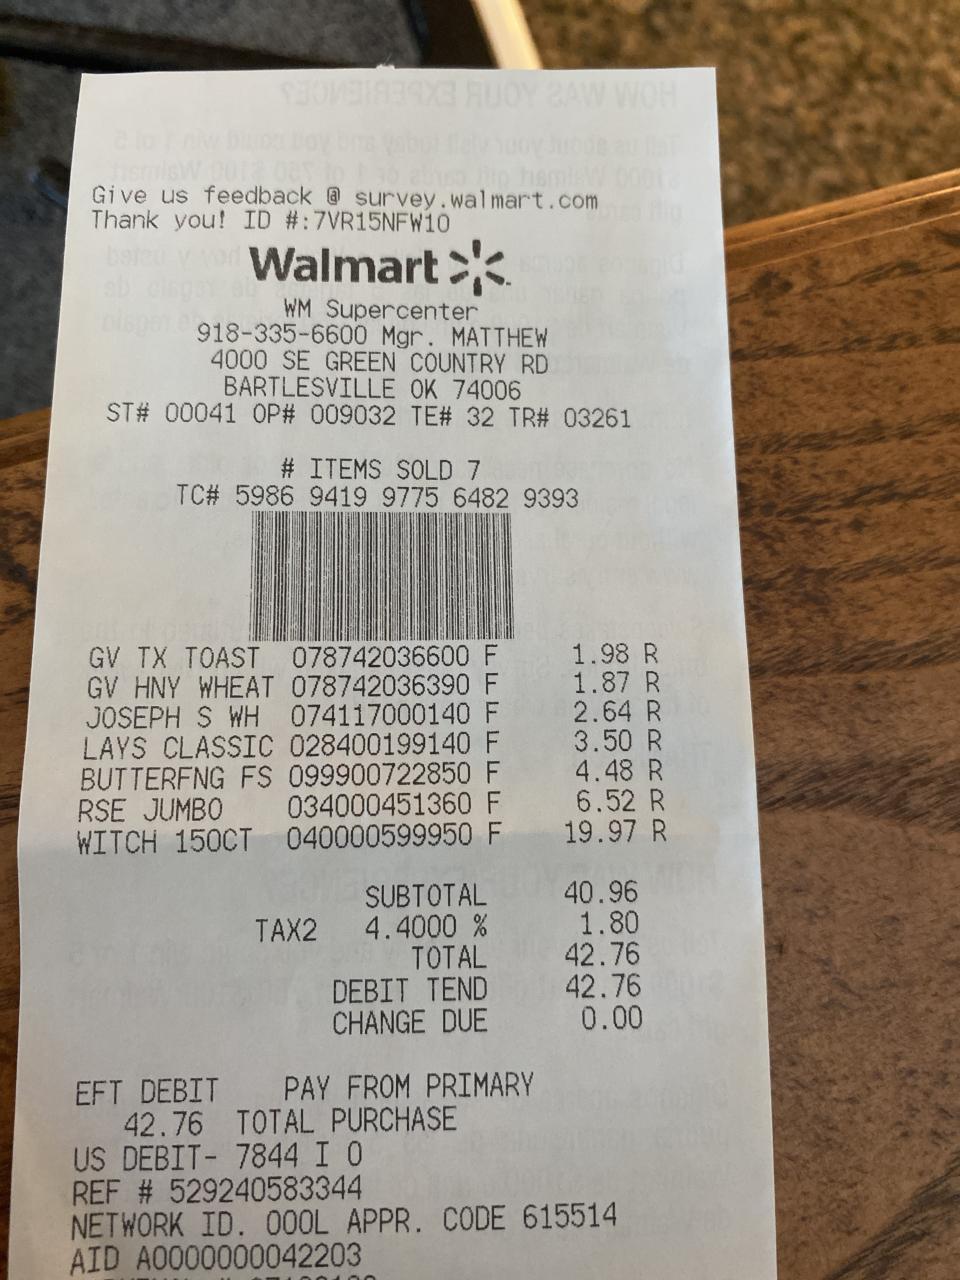 Give us feedback @ survey.walmart.com
Thank you! ID #:7VR15NFW10
Walmart
WM Supercenter
918-335-6600 Mgr. MATTHEW
4000 SE GREEN COUNTRY RD
BARTLESVILLE OK 74006
ST# 00041 OP# 009032 TE# 32 TR# 03261
# ITEMS SOLD 7
TC# 5986 9419 9775 6482 9393
GV TX TOAST 078742036600 F 1.98 R
GV HNY WHEAT 078742036390 F 1.87 R
JOSEPH S WH 074117000140 F 2.64 R
LAYS CLASSIC 028400199140 F 3.50 R
BUTTERFNG FS 099900722850 F 4.48 R
RSE JUMBO 034000451360 F 6.52 R
WITCH 150CT 040000599950 F 19.97 R
SUBTOTAL 40.96
TAX2 4.4000 % 1.80
TOTAL 42.76
DEBIT TEND 42.76
CHANGE DUE 0.00
EFT DEBIT PAY FROM PRIMARY
42.76 TOTAL PURCHASE
US DEBIT- 7844 I 0
REF # 529240583344
NETWORK ID. 000L APPR. CODE 615514
AID A0000000042203